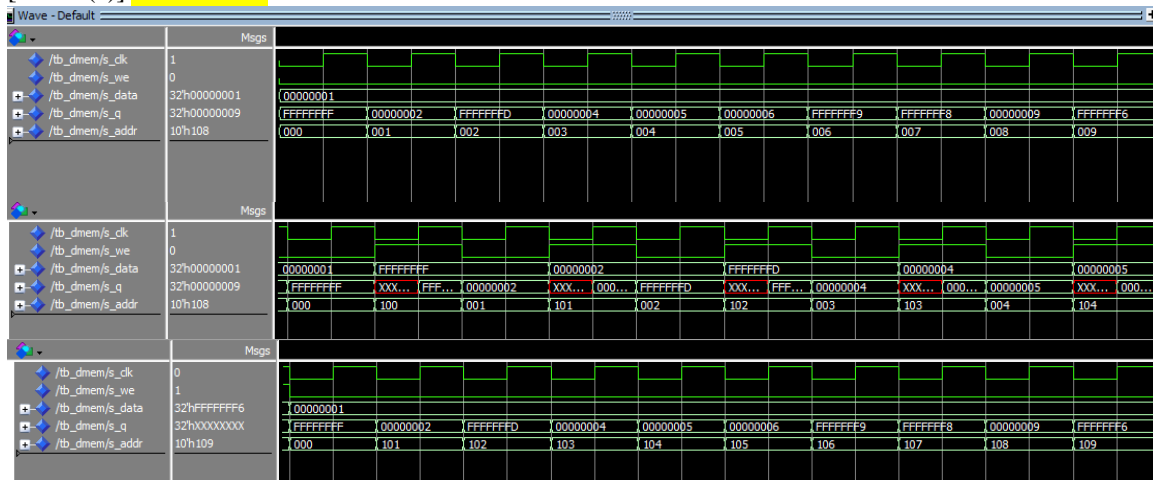 Wave - Default
Msgs
/tb_dmem/s_clk 1
/tb_dmem/s_we 0
/tb_dmem/s_data 32'h00000001 00000001
/tb_dmem/s_q 32'h00000009 FFFFFFFF 00000002 FFFFFFFD 00000004 00000005 00000006 FFFFFFF9 FFFFFFF8 00000009 FFFFFFF6
/tb_dmem/s_addr 10'h108 000 001 002 003 004 005 006 007 008 009
Msgs
/tb_dmem/s_clk 1
/tb_dmem/s_we 0
/tb_dmem/s_data 32'h00000001 00000001 FFFFFFFF 00000002 FFFFFFFD 00000004 00000005
/tb_dmem/s_q 32'h00000009 FFFFFFFF XXX... FFF... 00000002 XXX... 000... FFFFFFFD XXX... FFF... 00000004 XXX... 000... 00000005 XXX... 000...
/tb_dmem/s_addr 10'h108 000 100 001 101 002 102 003 103 004 104
Msgs
/tb_dmem/s_clk 0
/tb_dmem/s_we 1
/tb_dmem/s_data 32'hFFFFFFF6 00000001
/tb_dmem/s_q 32'hXXXXXXXX FFFFFFFF 00000002 FFFFFFFD 00000004 00000005 00000006 FFFFFFF9 FFFFFFF8 00000009 FFFFFFF6
/tb_dmem/s_addr 10'h109 000 101 102 103 104 105 106 107 108 109